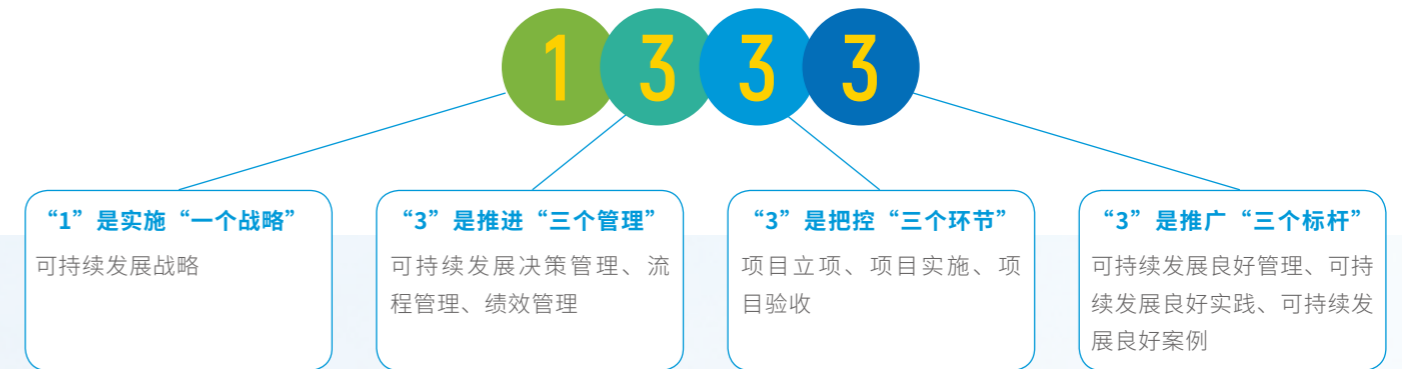 1 3 3 3
“1”是实施“一个战略”
可持续发展战略
“3”是推进“三个管理”
可持续发展决策管理、流
程管理、绩效管理
“3”是把控“三个环节”
项目立项、项目实施、项
目验收
“3”是推广“三个标杆”
可持续发展良好管理、可持
续发展良好实践、可持续发
展良好案例